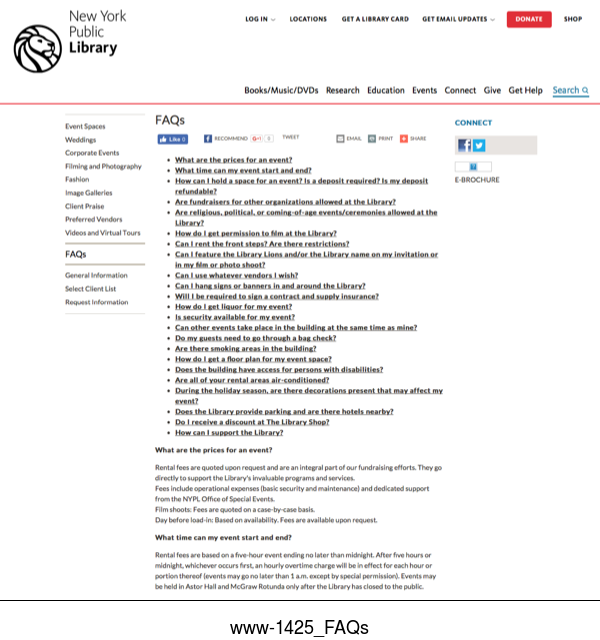 New York
Public
Library
LOG IN
LOCATIONS
GET A LIBRARY CARD
GET EMAIL UPDATES
DONATE
SHOP
Books/Music/DVDs Research Education Events Connect Give Get Help Search
Event Spaces
Weddings
Corporate Events
Filming and Photography
Fashion
Image Galleries
Client Praise
Preferred Vendors
Videos and Virtual Tours
FAQs
General Information
Select Client List
Request Information
FAQs
Like 0
RECOMMEND
TWEET
EMAIL
PRINT
SHARE
• What are the prices for an event?
• What time can my event start and end?
• How can I hold a space for an event? Is a deposit required? Is my deposit
refundable?
• Are fundraisers for other organizations allowed at the Library?
• Are religious, political, or coming-of-age events/ceremonies allowed at the
Library?
• How do I get permission to film at the Library?
• Can I rent the front steps? Are there restrictions?
• Can I feature the Library Lions and/or the Library name on my invitation or
in my film or photo shoot?
• Can I use whatever vendors I wish?
• Can I hang signs or banners in and around the Library?
• Will I be required to sign a contract and supply insurance?
• How do I get liquor for my event?
• Is security available for my event?
• Can other events take place in the building at the same time as mine?
• Do my guests need to go through a bag check?
• Are there smoking areas in the building?
• How do I get a floor plan for my event space?
• Does the building have access for persons with disabilities?
• Are all of your rental areas air-conditioned?
• During the holiday season, are there decorations present that may affect my
event?
• Does the Library provide parking and are there hotels nearby?
• Do I receive a discount at The Library Shop?
• How can I support the Library?
What are the prices for an event?
Rental fees are quoted upon request and are an integral part of our fundraising efforts. They go
directly to support the Library's invaluable programs and services.
Fees include operational expenses (basic security and maintenance) and dedicated support
from the NYPL Office of Special Events.
Film shoots: Fees are quoted on a case-by-case basis.
Day before load-in: Based on availability. Fees are available upon request.
What time can my event start and end?
Rental fees are based on a five-hour event ending no later than midnight. After five hours or
midnight, whichever occurs first, an hourly overtime charge will be in effect for each hour or
portion thereof (events may go no later than 1 a.m. except by special permission). Events may
be held in Astor Hall and McGraw Rotunda only after the Library has closed to the public.
CONNECT
E-BROCHURE
www-1425_FAQs